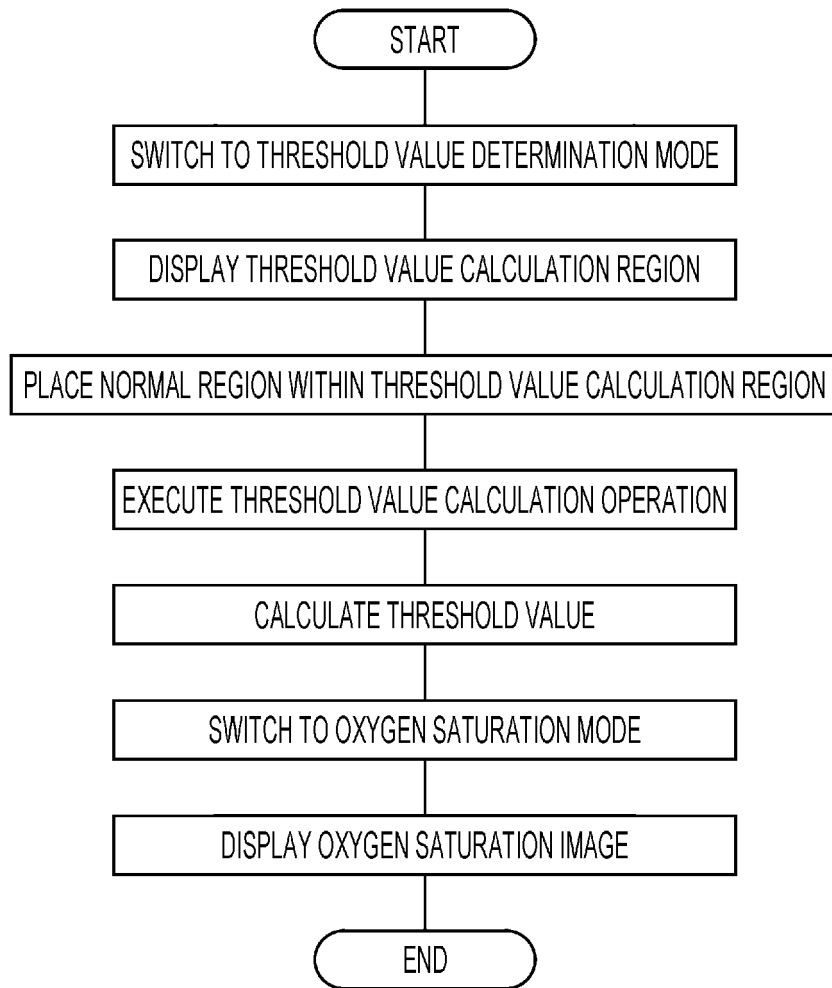 START
SWITCH TO THRESHOLD VALUE DETERMINATION MODE
DISPLAY THRESHOLD VALUE CALCULATION REGION
PLACE NORMAL REGION WITHIN THRESHOLD VALUE CALCULATION REGION
EXECUTE THRESHOLD VALUE CALCULATION OPERATION
CALCULATE THRESHOLD VALUE
SWITCH TO OXYGEN SATURATION MODE
DISPLAY OXYGEN SATURATION IMAGE
END